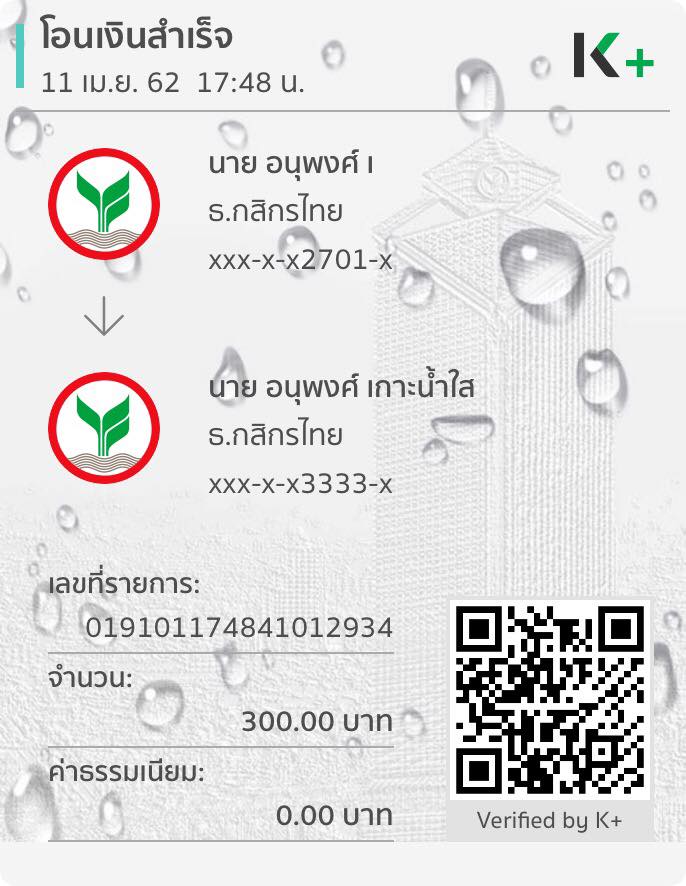 โอนเงินสำเร็จ
11 เม.ย. 62  17:48 น.
K+
นาย อนุพงศ์ เ
ธ.กสิกรไทย
xxx-x-x2701-x
นาย อนุพงศ์ เกาะน้ำใส
ธ.กสิกรไทย
xxx-x-x3333-x
เลขที่รายการ:
019101174841012934
จำนวน:
300.00 บาท
ค่าธรรมเนียม:
0.00 บาท
Verified by K+